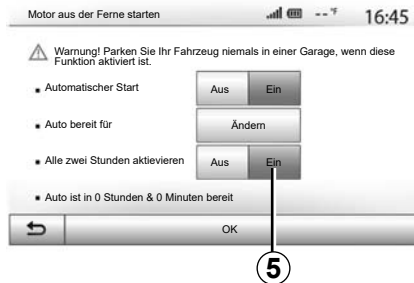 Motor aus der Ferne starten
-- °F 16:45
Warnung! Parken Sie Ihr Fahrzeug niemals in einer Garage, wenn diese
Funktion aktiviert ist.
Automatischer Start Aus Ein
Auto bereit für Ändern
Alle zwei Stunden aktievieren Aus Ein
Auto ist in 0 Stunden & 0 Minuten bereit
OK
5